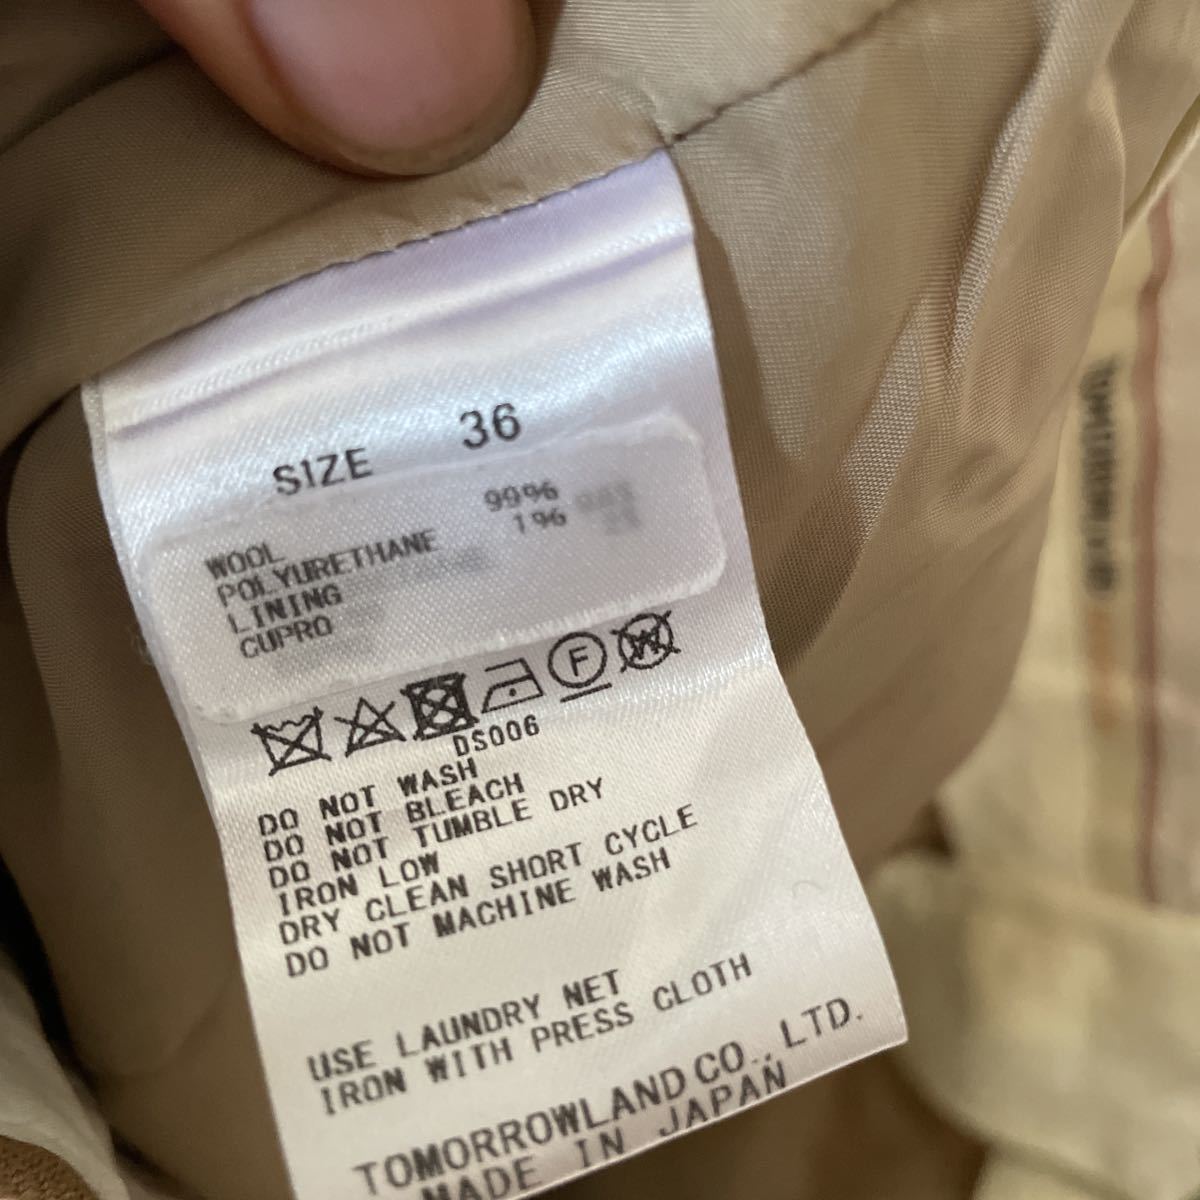 SIZE 36
WOOL 99%
POLYURETHANE 1%
LINING
CUPRO
F
W
DS006
DO NOT WASH
DO NOT BLEACH
DO NOT TUMBLE DRY
IRON LOW
DRY CLEAN SHORT CYCLE
DO NOT MACHINE WASH
USE LAUNDRY NET
IRON WITH PRESS CLOTH
TOMORROWLAND CO., LTD.
MADE IN JAPAN